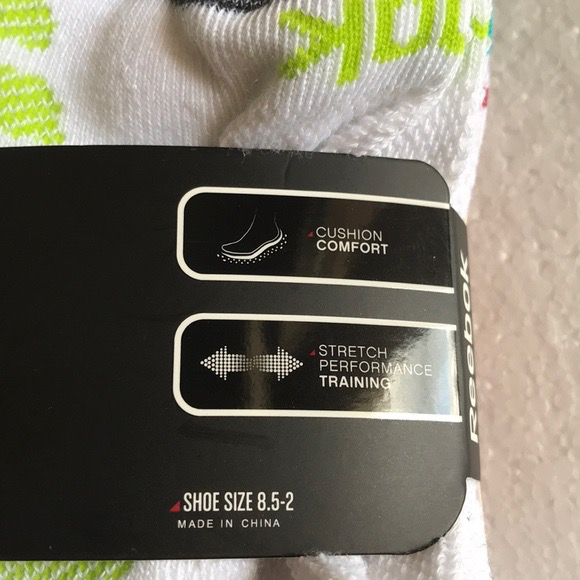 CUSHION
COMFORT
STRETCH
PERFORMANCE
TRAINING
SHOE SIZE 8.5-2
MADE IN CHINA
Reebok